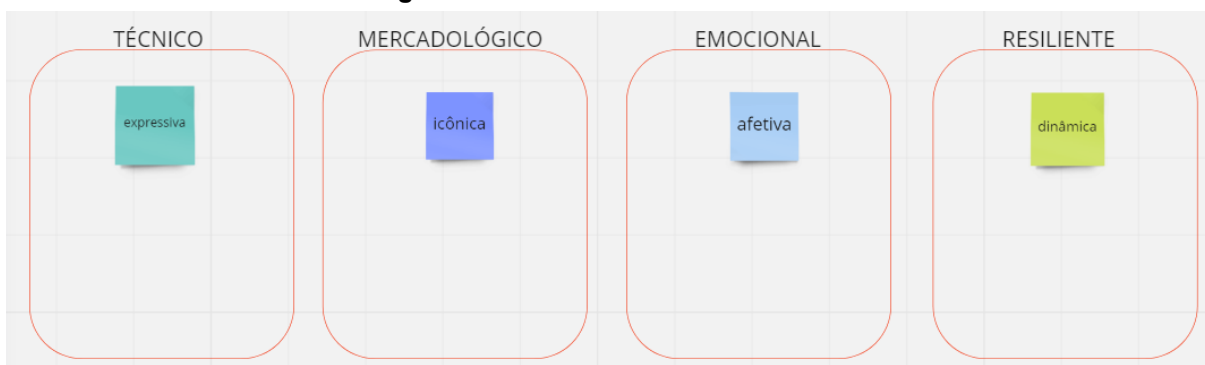 TÉCNICO
MERCADOLÓGICO
EMOCIONAL
RESILIENTE
expressiva
icônica
afetiva
dinâmica